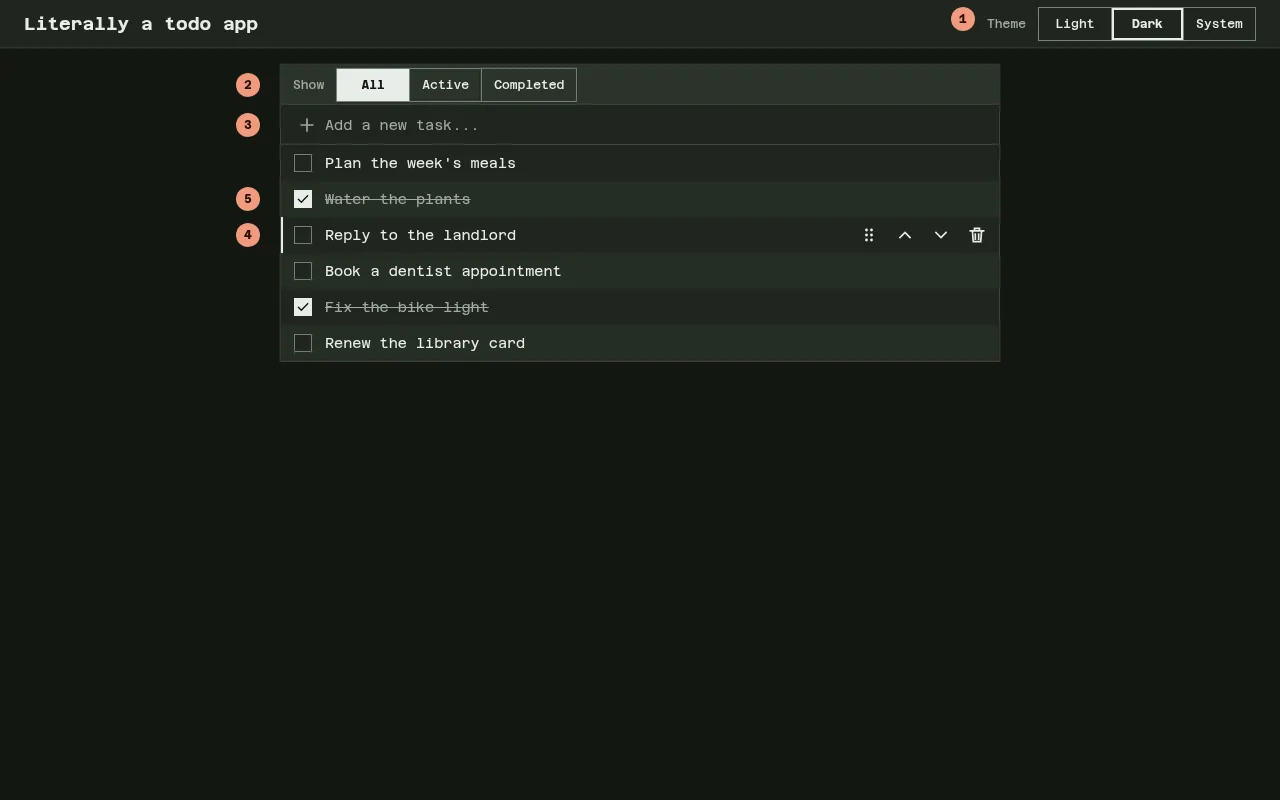 Literally a todo app
1 Theme Light Dark System
2 Show All Active Completed
3 Add a new task...
Plan the week's meals
5 Water the plants
4 Reply to the landlord
Book a dentist appointment
Fix the bike light
Renew the library card